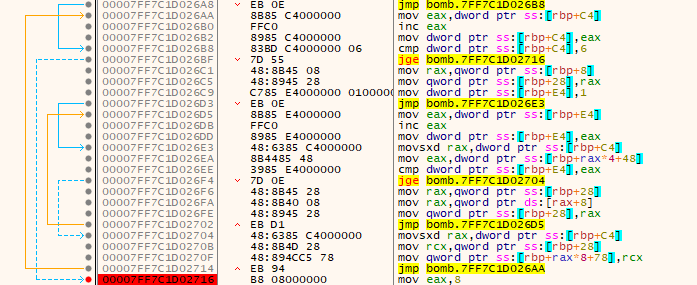 00007FF7C1D026A8 EB 0E jmp bomb.7FF7C1D026B8
00007FF7C1D026AA 8B85 C4000000 mov eax,dword ptr ss:[rbp+C4]
00007FF7C1D026B0 FFC0 inc eax
00007FF7C1D026B2 8985 C4000000 mov dword ptr ss:[rbp+C4],eax
00007FF7C1D026B8 83BD C4000000 06 cmp dword ptr ss:[rbp+C4],6
00007FF7C1D026BF 7D 55 jge bomb.7FF7C1D02716
00007FF7C1D026C1 48:8B45 08 mov rax,qword ptr ss:[rbp+8]
00007FF7C1D026C5 48:8945 28 mov qword ptr ss:[rbp+28],rax
00007FF7C1D026C9 C785 E4000000 0100000 mov dword ptr ss:[rbp+E4],1
00007FF7C1D026D3 EB 0E jmp bomb.7FF7C1D026E3
00007FF7C1D026D5 8B85 E4000000 mov eax,dword ptr ss:[rbp+E4]
00007FF7C1D026DB FFC0 inc eax
00007FF7C1D026DD 8985 E4000000 mov dword ptr ss:[rbp+E4],eax
00007FF7C1D026E3 48:6385 C4000000 movsxd rax,dword ptr ss:[rbp+C4]
00007FF7C1D026EA 8B4485 48 mov eax,dword ptr ss:[rbp+rax*4+48]
00007FF7C1D026EE 3985 E4000000 cmp dword ptr ss:[rbp+E4],eax
00007FF7C1D026F4 7D 0E jge bomb.7FF7C1D02704
00007FF7C1D026F6 48:8B45 28 mov rax,qword ptr ss:[rbp+28]
00007FF7C1D026FA 48:8B40 08 mov rax,qword ptr ds:[rax+8]
00007FF7C1D026FE 48:8945 28 mov qword ptr ss:[rbp+28],rax
00007FF7C1D02702 EB D1 jmp bomb.7FF7C1D026D5
00007FF7C1D02704 48:6385 C4000000 movsxd rax,dword ptr ss:[rbp+C4]
00007FF7C1D0270B 48:8B4D 28 mov rcx,qword ptr ss:[rbp+28]
00007FF7C1D0270F 48:894CC5 78 mov qword ptr ss:[rbp+rax*8+78],rcx
00007FF7C1D02714 EB 94 jmp bomb.7FF7C1D026AA
00007FF7C1D02716 B8 08000000 mov eax,8